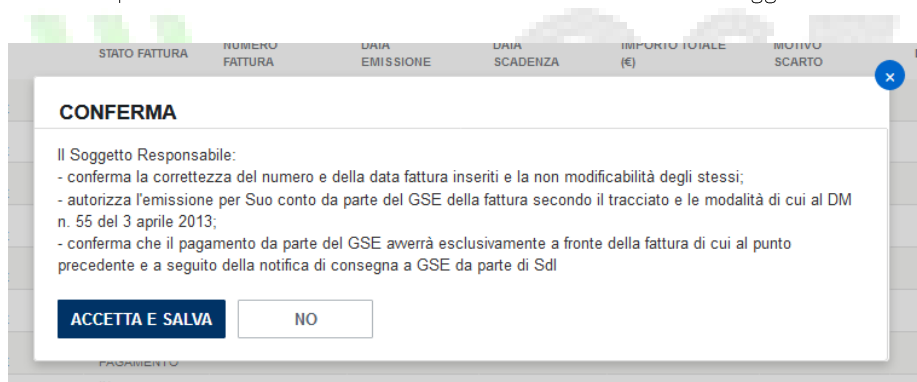 STATO FATTURA
NUMERO
FATTURA
DATA
EMISSIONE
DATA
SCADENZA
IMPORTO TOTALE
(€)
MOTIVO
SCARTO
×
CONFERMA
Il Soggetto Responsabile:
- conferma la correttezza del numero e della data fattura inseriti e la non modificabilità degli stessi;
- autorizza l'emissione per Suo conto da parte del GSE della fattura secondo il tracciato e le modalità di cui al DM
n. 55 del 3 aprile 2013;
- conferma che il pagamento da parte del GSE avverrà esclusivamente a fronte della fattura di cui al punto
precedente e a seguito della notifica di consegna a GSE da parte di SdI
ACCETTA E SALVA
NO
PAGAMENTO